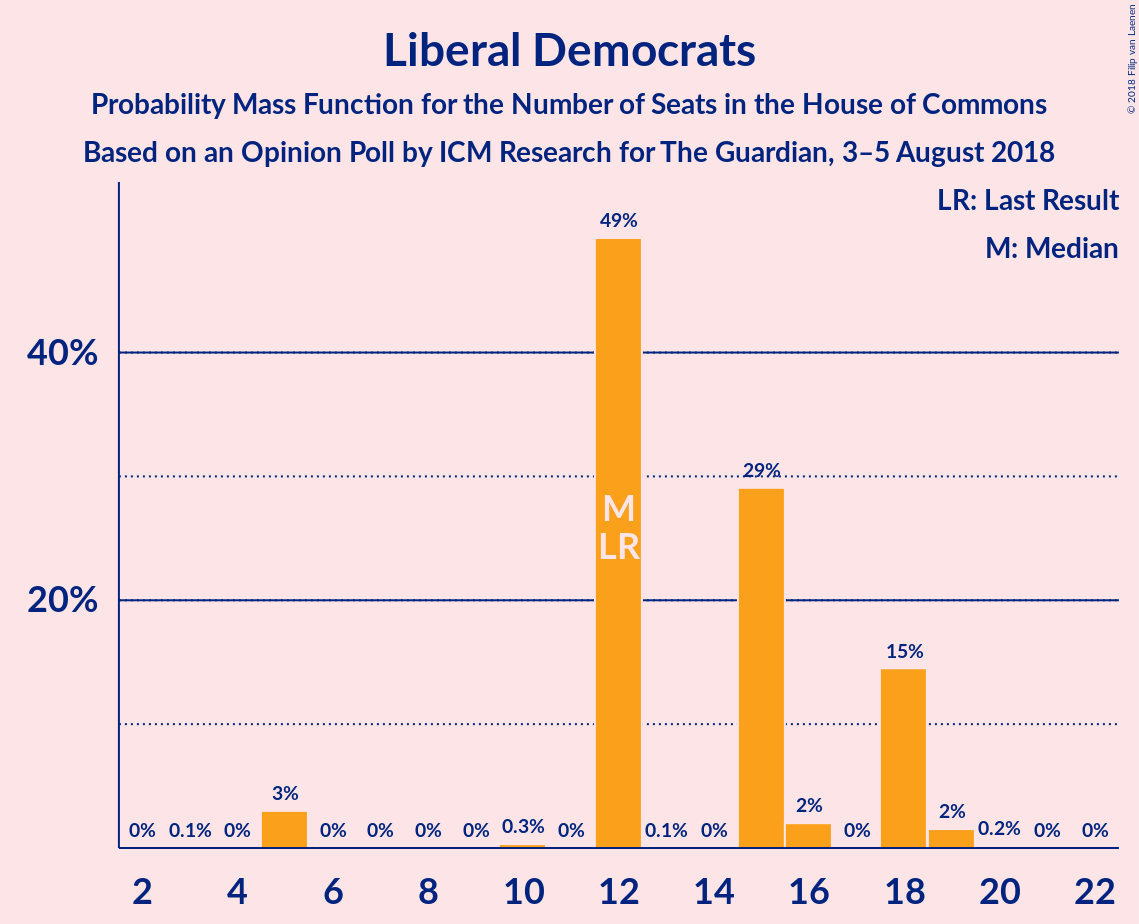 © 2018 Filip van Laenen
Liberal Democrats
Probability Mass Function for the Number of Seats in the House of Commons
Based on an Opinion Poll by ICM Research for The Guardian, 3–5 August 2018
LR: Last Result
M: Median
40%
20%
0% 0.1% 0% 3% 0% 0% 0% 0% 0.3% 0% 49% 0.1% 0% 29% 2% 0% 15% 2% 0.2% 0% 0%
M
LR
2 4 6 8 10 12 14 16 18 20 22